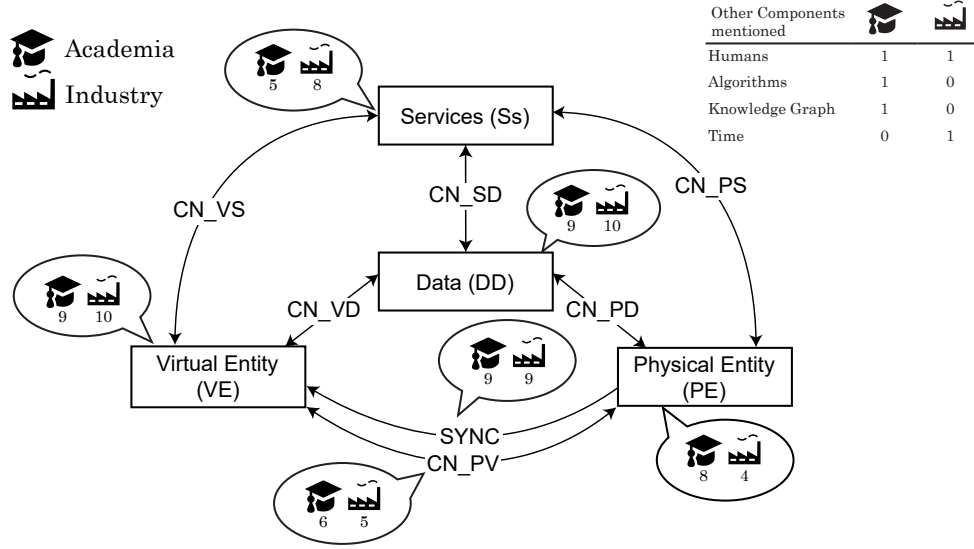 Academia
Industry
Other Components
mentioned
Humans 1 1
Algorithms 1 0
Knowledge Graph 1 0
Time 0 1
5 8
Services (Ss)
CN_VS
CN_SD
CN_PS
9 10
Data (DD)
9 10
CN_VD
CN_PD
Virtual Entity
(VE)
9 9
Physical Entity
(PE)
SYNC
CN_PV
8 4
6 5